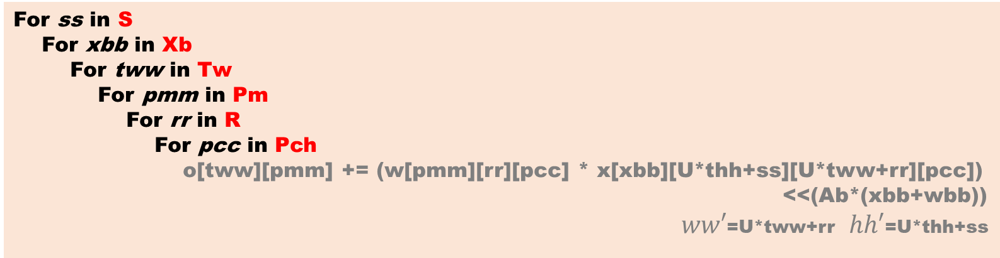 For ss in S
For xbb in Xb
For tww in Tw
For pmm in Pm
For rr in R
For pcc in Pch
o[tww][pmm] += (w[pmm][rr][pcc] * x[xbb][U*thh+ss][U*tww+rr][pcc])
<<(Ab*(xbb+wbb))
ww′=U*tww+rr hh′=U*thh+ss